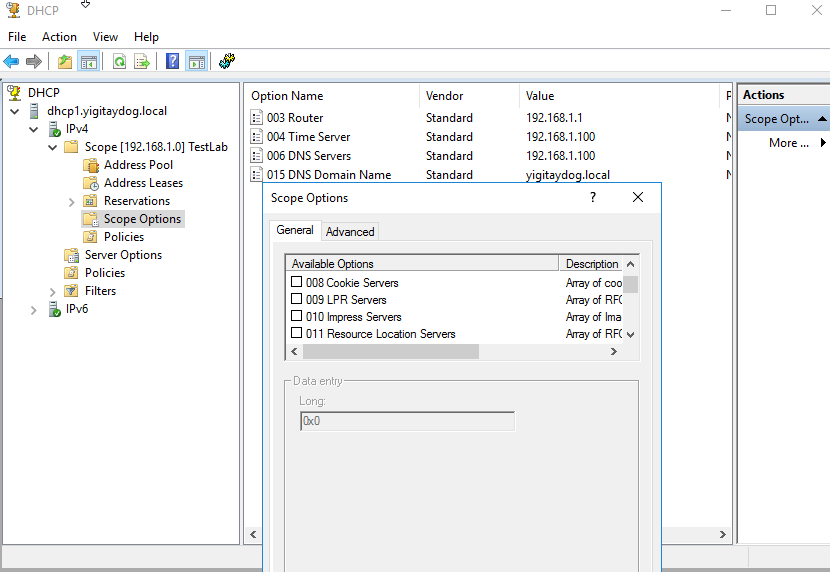 DHCP
File Action View Help
DHCP
dhcp1.yigitaydog.local
IPv4
Scope [192.168.1.0] TestLab
Address Pool
Address Leases
Reservations
Scope Options
Policies
Server Options
Policies
Filters
IPv6
Option Name Vendor Value
003 Router Standard 192.168.1.1
004 Time Server Standard 192.168.1.100
006 DNS Servers Standard 192.168.1.100
015 DNS Domain Name Standard yigitaydog.local
Actions
Scope Opt...
More ...
Scope Options
General Advanced
Available Options Description
008 Cookie Servers Array of coo
009 LPR Servers Array of RFC
010 Impress Servers Array of Ima
011 Resource Location Servers Array of RFC
Data entry
Long:
0x0